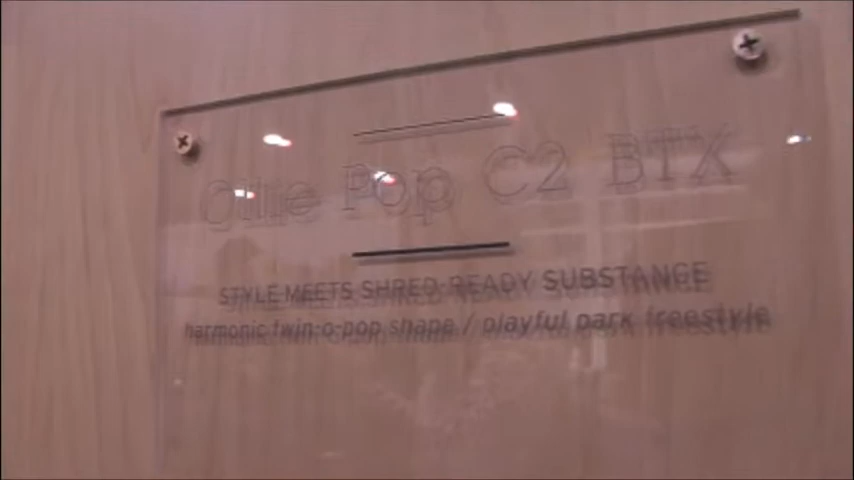 Ollie Pop C2 BTX
STYLE MEETS SHRED-READY SUBSTANCE
harmonic twin-o-pop shape / playful park freestyle